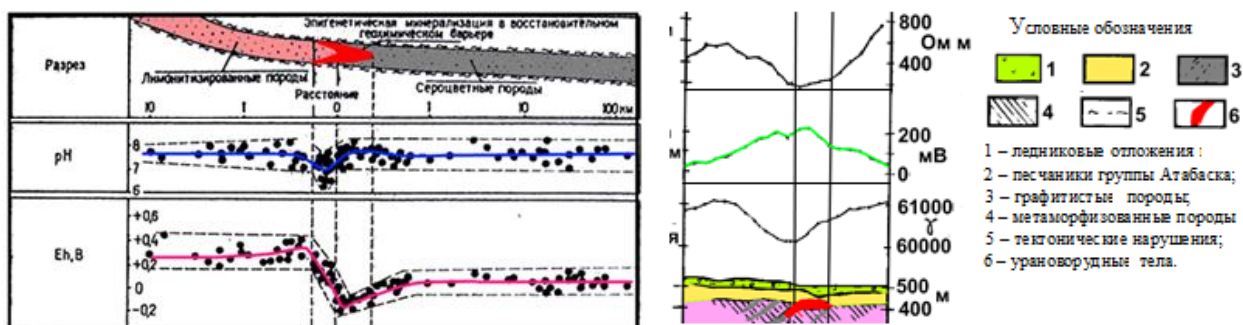 Эпигенетическая минерализация в восстановительном
геохимическом барьере
Разрез
Лимонитизированные породы
Сероцветные породы
Расстояние
10 1 0 1 10 100 км
pH
8
7
6
Eh, В
+0,6
+0,4
+0,2
0
-0,2
800
Ом м
400
200
мВ
0
м
61000
γ
60000
я
500
м
400
Условные обозначения
1 2 3
4 5 6
1 – ледниковые отложения :
2 – песчаники группы Атабаска;
3 – графитистые породы;
4 – метаморфизованные породы
5 – тектонические нарушения;
6 – урановорудные тела.